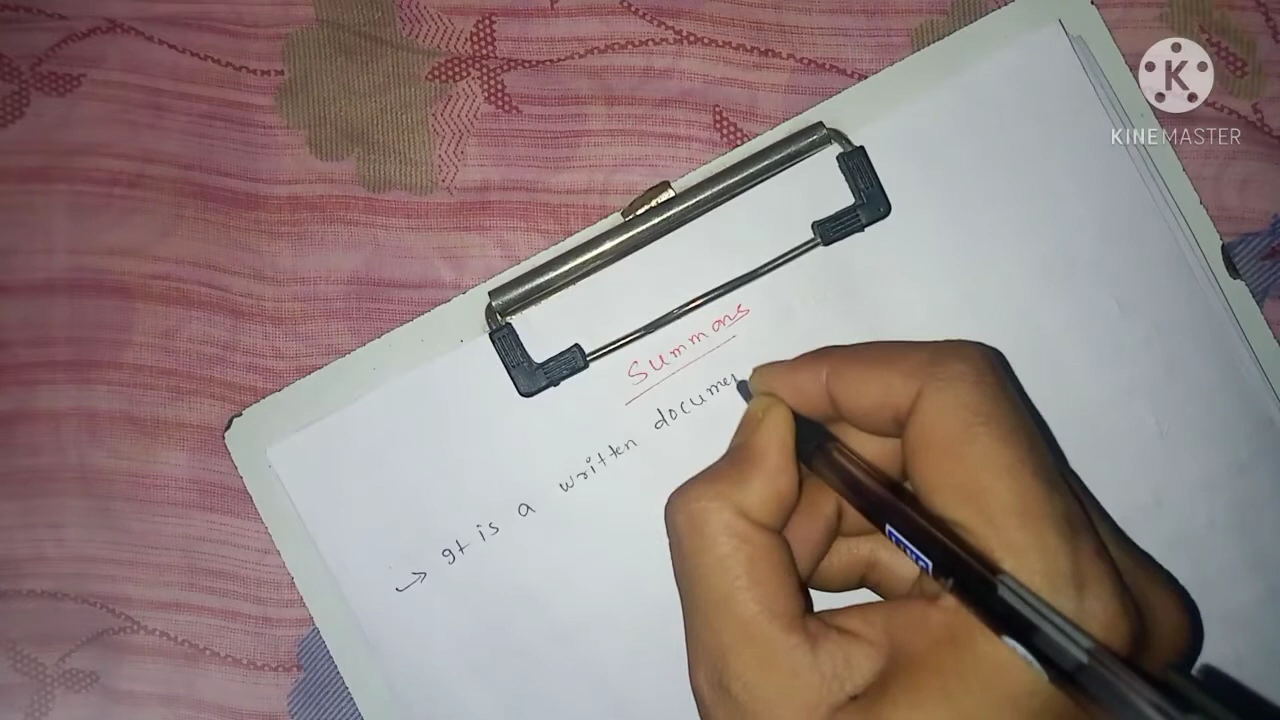 KINEMASTER
Summons
→ It is a written documen